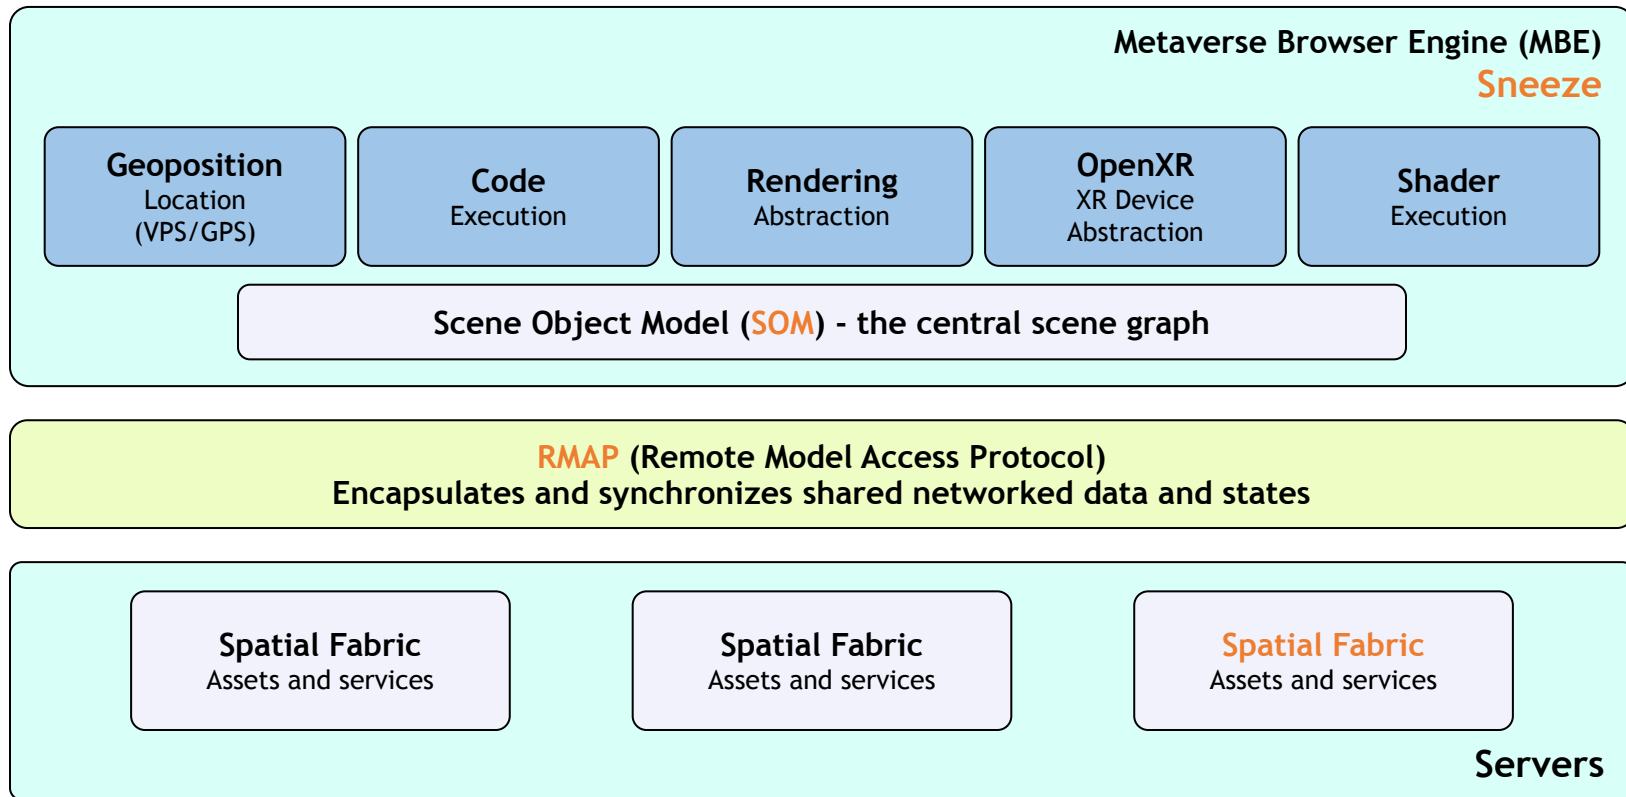 Metaverse Browser Engine (MBE)
Sneeze
Geoposition
Location
(VPS/GPS)
Code
Execution
Rendering
Abstraction
OpenXR
XR Device
Abstraction
Shader
Execution
Scene Object Model (SOM) - the central scene graph
RMAP (Remote Model Access Protocol)
Encapsulates and synchronizes shared networked data and states
Spatial Fabric
Assets and services
Spatial Fabric
Assets and services
Spatial Fabric
Assets and services
Servers